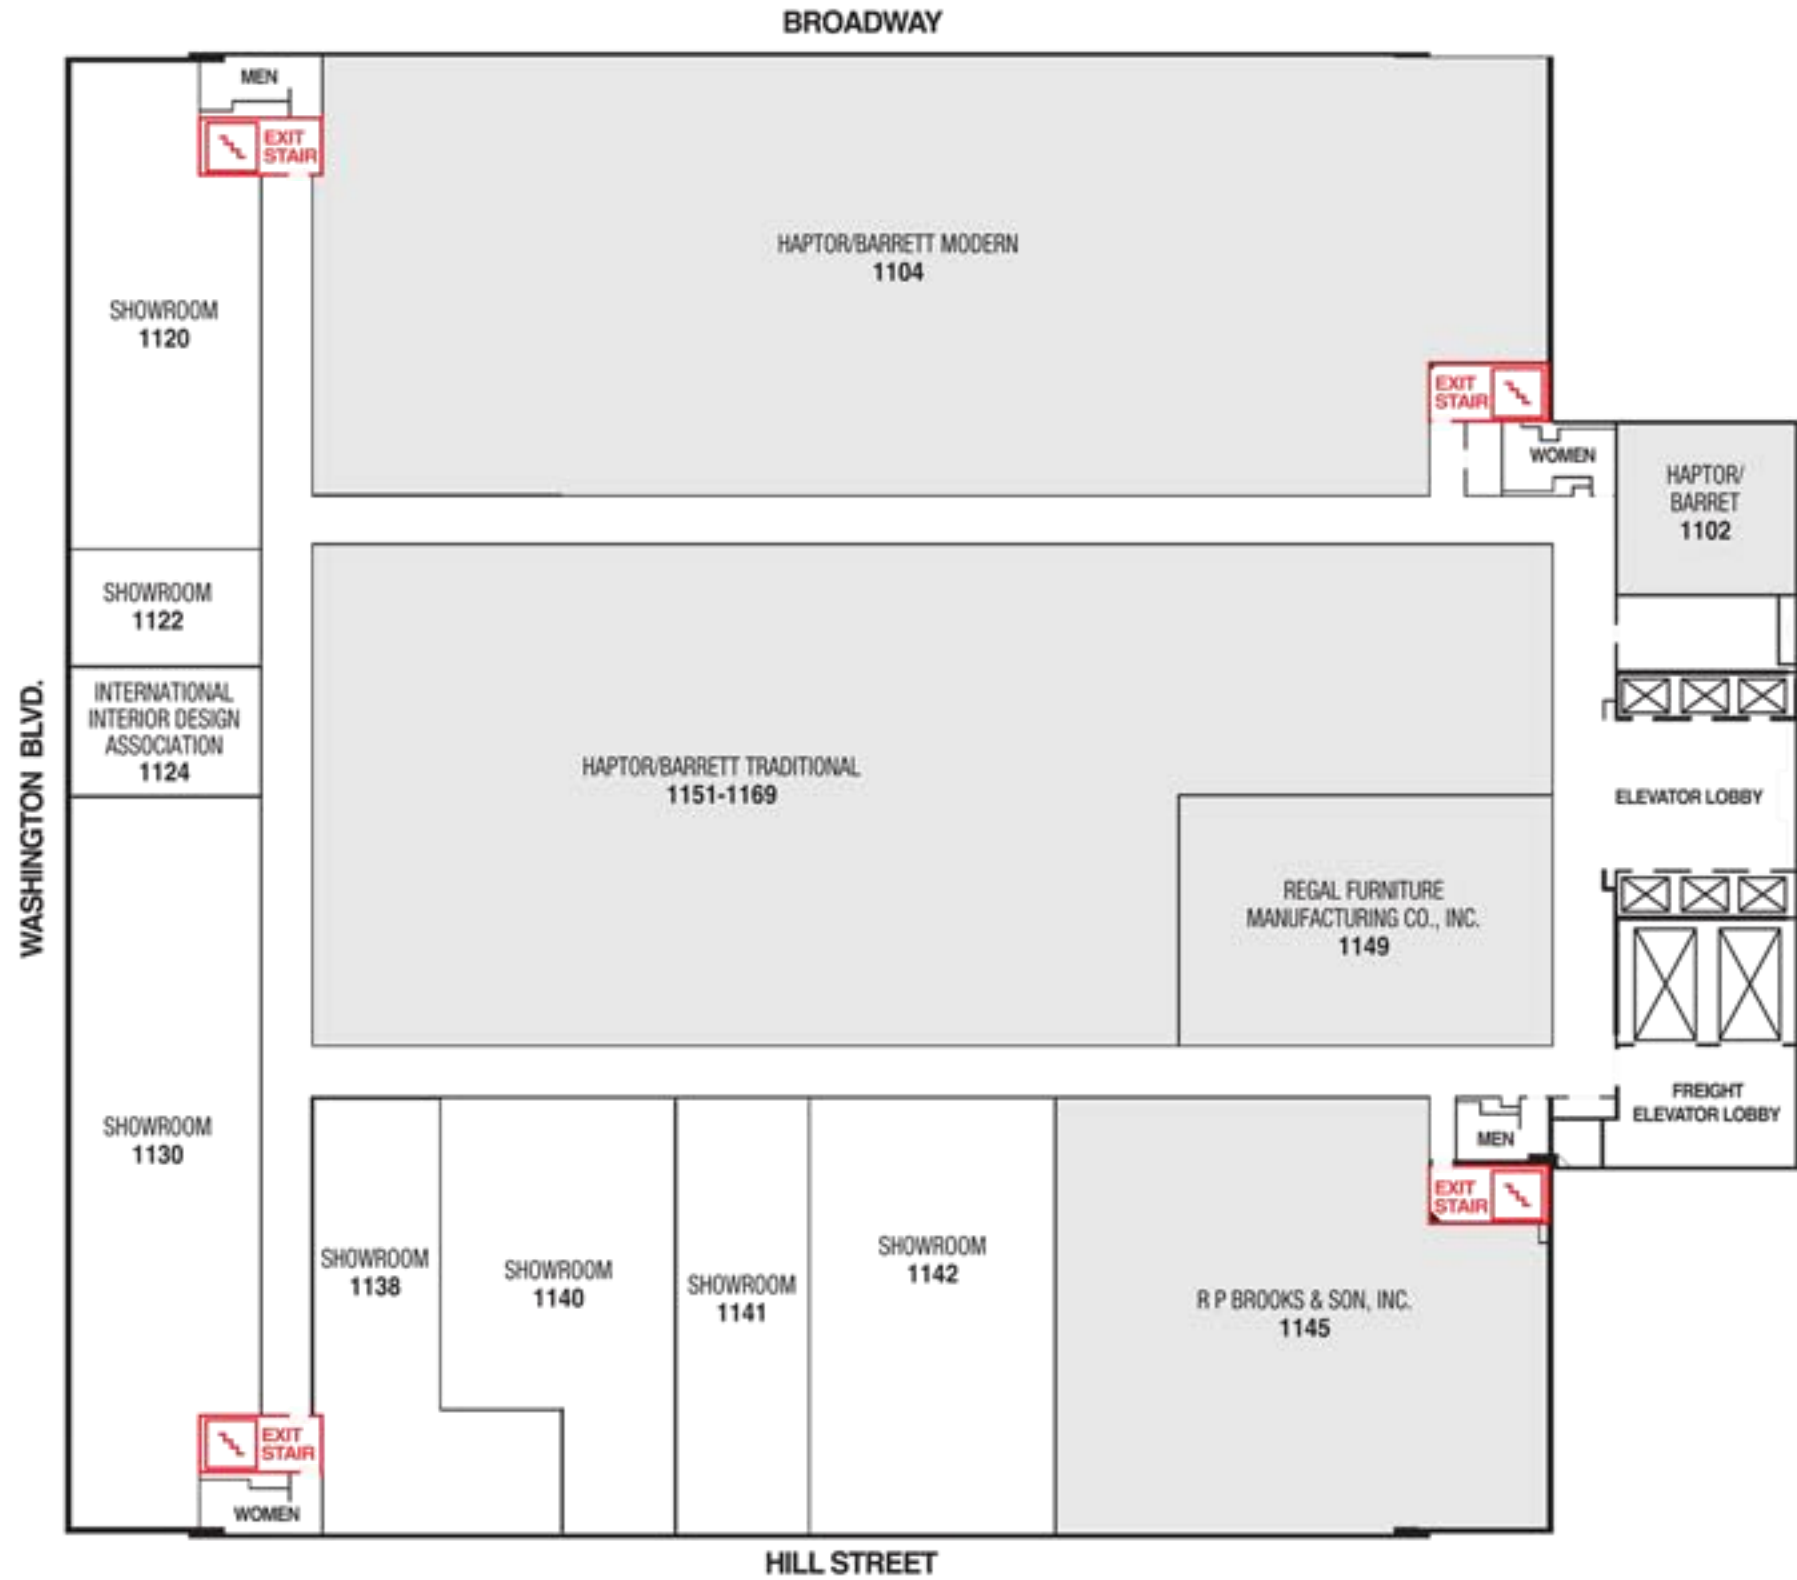 BROADWAY
MEN
EXIT
STAIR
HAPTOR/BARRETT MODERN
1104
SHOWROOM
1120
EXIT
STAIR
WOMEN
HAPTOR/
BARRET
1102
SHOWROOM
1122
INTERNATIONAL
INTERIOR DESIGN
ASSOCIATION
1124
WASHINGTON BLVD.
HAPTOR/BARRETT TRADITIONAL
1151-1169
ELEVATOR LOBBY
REGAL FURNITURE
MANUFACTURING CO., INC.
1149
FREIGHT
ELEVATOR LOBBY
SHOWROOM
1130
MEN
EXIT
STAIR
SHOWROOM
1138
SHOWROOM
1140
SHOWROOM
1141
SHOWROOM
1142
R P BROOKS & SON, INC.
1145
EXIT
STAIR
WOMEN
HILL STREET